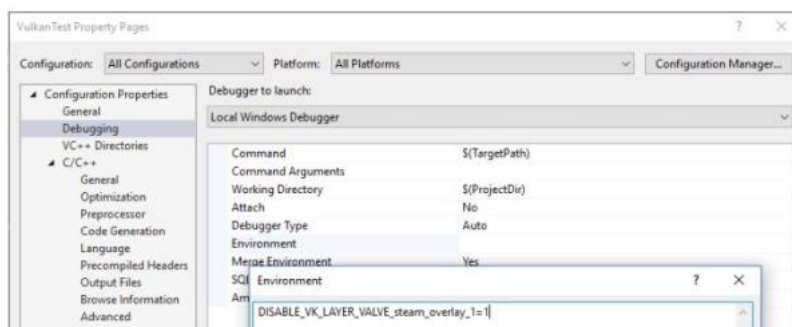 VulkanTest Property Pages ? ×
Configuration: All Configurations Platform: All Platforms Configuration Manager...
Configuration Properties
General
Debugging
VC++ Directories
C/C++
General
Optimization
Preprocessor
Code Generation
Language
Precompiled Headers
Output Files
Browse Information
Advanced
Debugger to launch:
Local Windows Debugger
Command $(TargetPath)
Command Arguments
Working Directory $(ProjectDir)
Attach No
Debugger Type Auto
Environment
Merge Environment Yes
SQL
Am
Environment ? ×
DISABLE_VK_LAYER_VALVE_steam_overlay_1=1